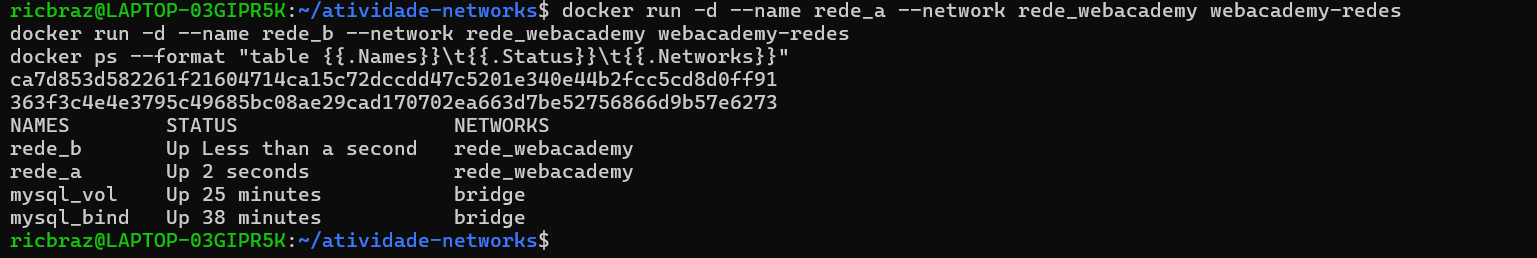 ricbraz@LAPTOP-03GIPR5K:~/atividade-networks$ docker run -d --name rede_a --network rede_webacademy webacademy-redes
docker run -d --name rede_b --network rede_webacademy webacademy-redes
docker ps --format "table {{.Names}}\t{{.Status}}\t{{.Networks}}"
ca7d853d582261f21604714ca15c72dccdd47c5201e340e44b2fcc5cd8d0ff91
363f3c4e4e3795c49685bc08ae29cad170702ea663d7be52756866d9b57e6273
NAMES        STATUS                  NETWORKS
rede_b       Up Less than a second   rede_webacademy
rede_a       Up 2 seconds            rede_webacademy
mysql_vol    Up 25 minutes           bridge
mysql_bind   Up 38 minutes           bridge
ricbraz@LAPTOP-03GIPR5K:~/atividade-networks$